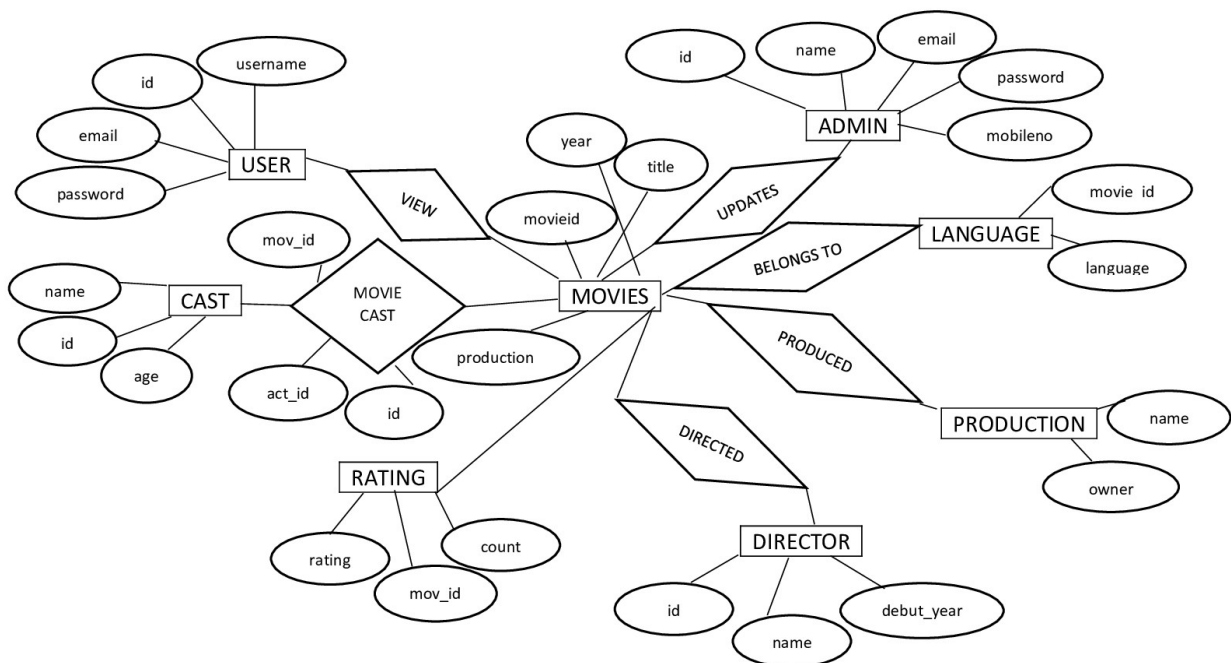 username
id
email
password
USER
VIEW
id
name
email
password
mobileno
ADMIN
UPDATES
year
title
movieid
MOVIES
production
BELONGS TO
LANGUAGE
movie_id
language
mov_id
name
CAST
id
age
MOVIE
CAST
act_id
id
PRODUCED
PRODUCTION
name
owner
DIRECTED
RATING
rating
mov_id
count
DIRECTOR
id
name
debut_year